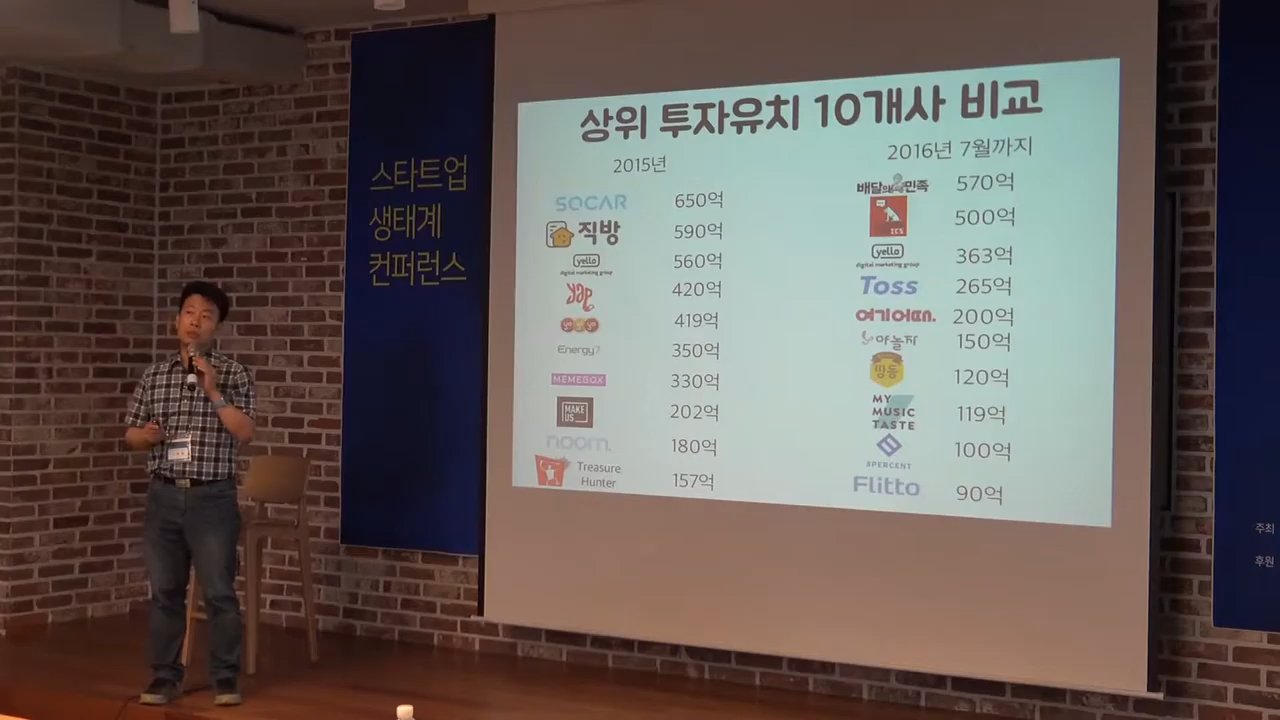 스타트업
생태계
컨퍼런스
상위 투자유치 10개사 비교
2015년
SOCAR 650억
직방 590억
yello
digital marketing group
560억
yap 420억
419억
Energy7 350억
MEMEBOX 330억
MAKE
US
202억
noom. 180억
Treasure
Hunter
157억
2016년 7월까지
배달의민족 570억
500억
yello
digital marketing group
363억
Toss 265억
여기어때. 200억
야놀자 150억
띵동 120억
MY
MUSIC
TASTE
119억
8PERCENT
100억
Flitto 90억
주최
후원